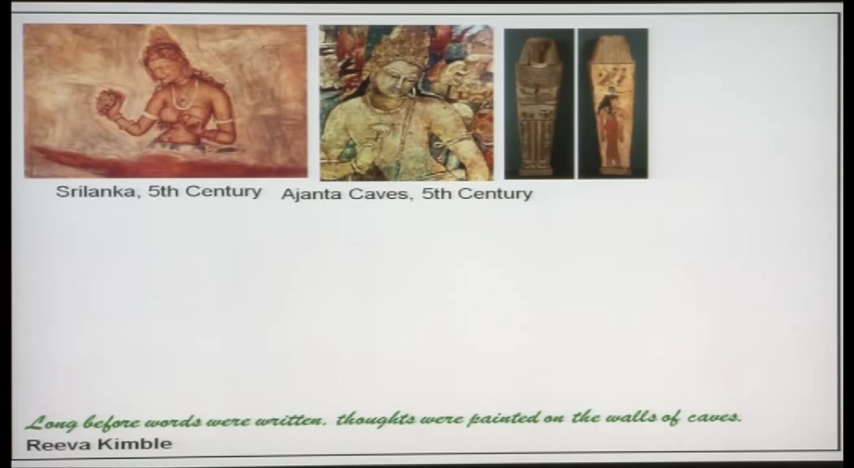 Srilanka, 5th Century
Ajanta Caves, 5th Century
Long before words were written, thoughts were painted on the walls of caves.
Reeva Kimble